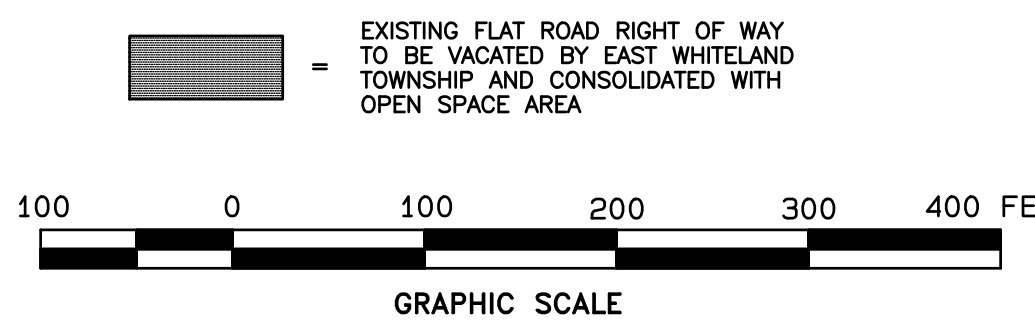 EXISTING FLAT ROAD RIGHT OF WAY
= TO BE VACATED BY EAST WHITELAND
TOWNSHIP AND CONSOLIDATED WITH
OPEN SPACE AREA
100 0 100 200 300 400 FE
GRAPHIC SCALE